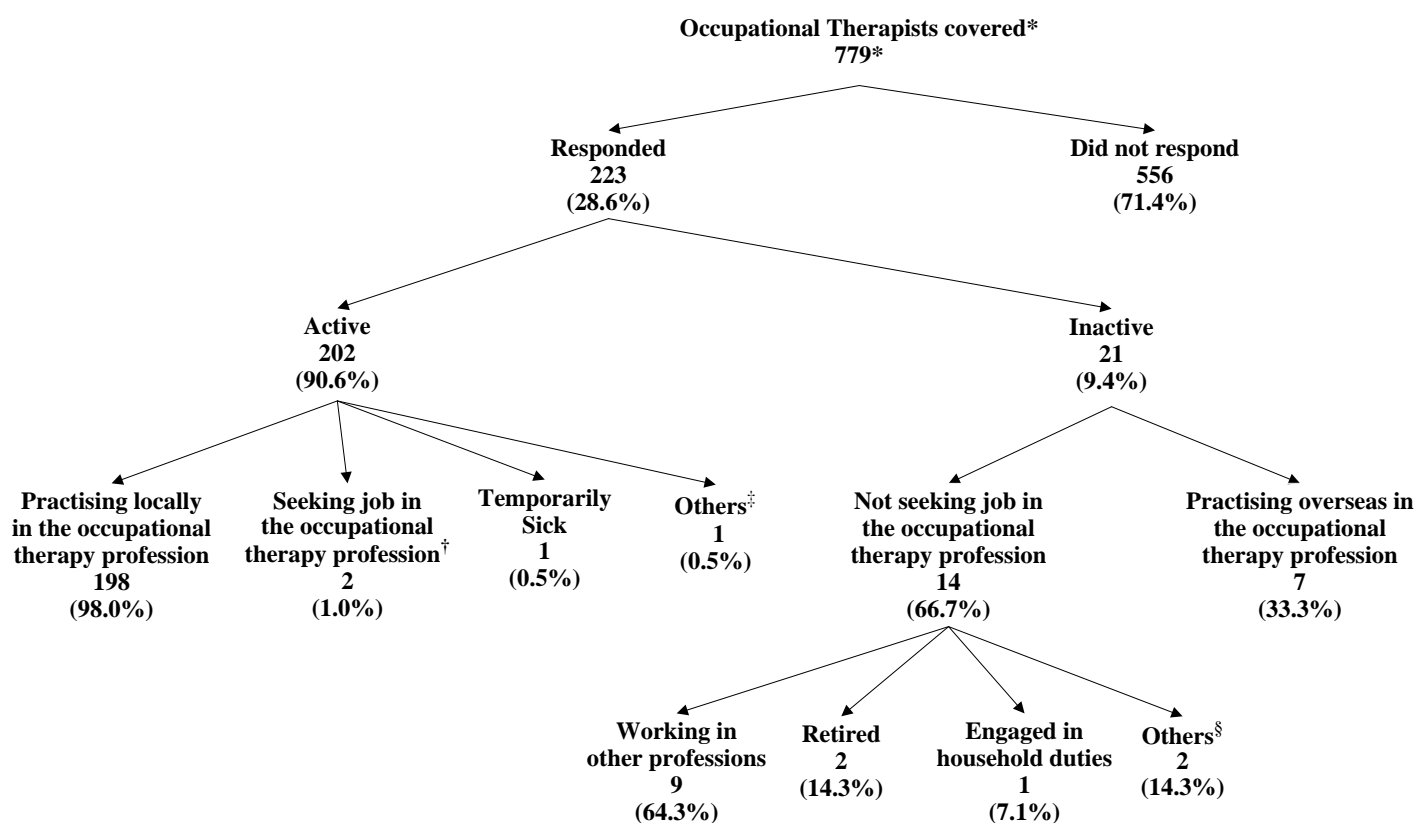 Occupational Therapists covered*
779*
Responded
223
(28.6%)
Did not respond
556
(71.4%)
Active
202
(90.6%)
Inactive
21
(9.4%)
Practising locally
in the occupational
therapy profession
198
(98.0%)
Seeking job in
the occupational
therapy profession†
2
(1.0%)
Temporarily
Sick
1
(0.5%)
Others‡
1
(0.5%)
Not seeking job in
the occupational
therapy profession
14
(66.7%)
Practising overseas in
the occupational
therapy profession
7
(33.3%)
Working in
other professions
9
(64.3%)
Retired
2
(14.3%)
Engaged in
household duties
1
(7.1%)
Others§
2
(14.3%)